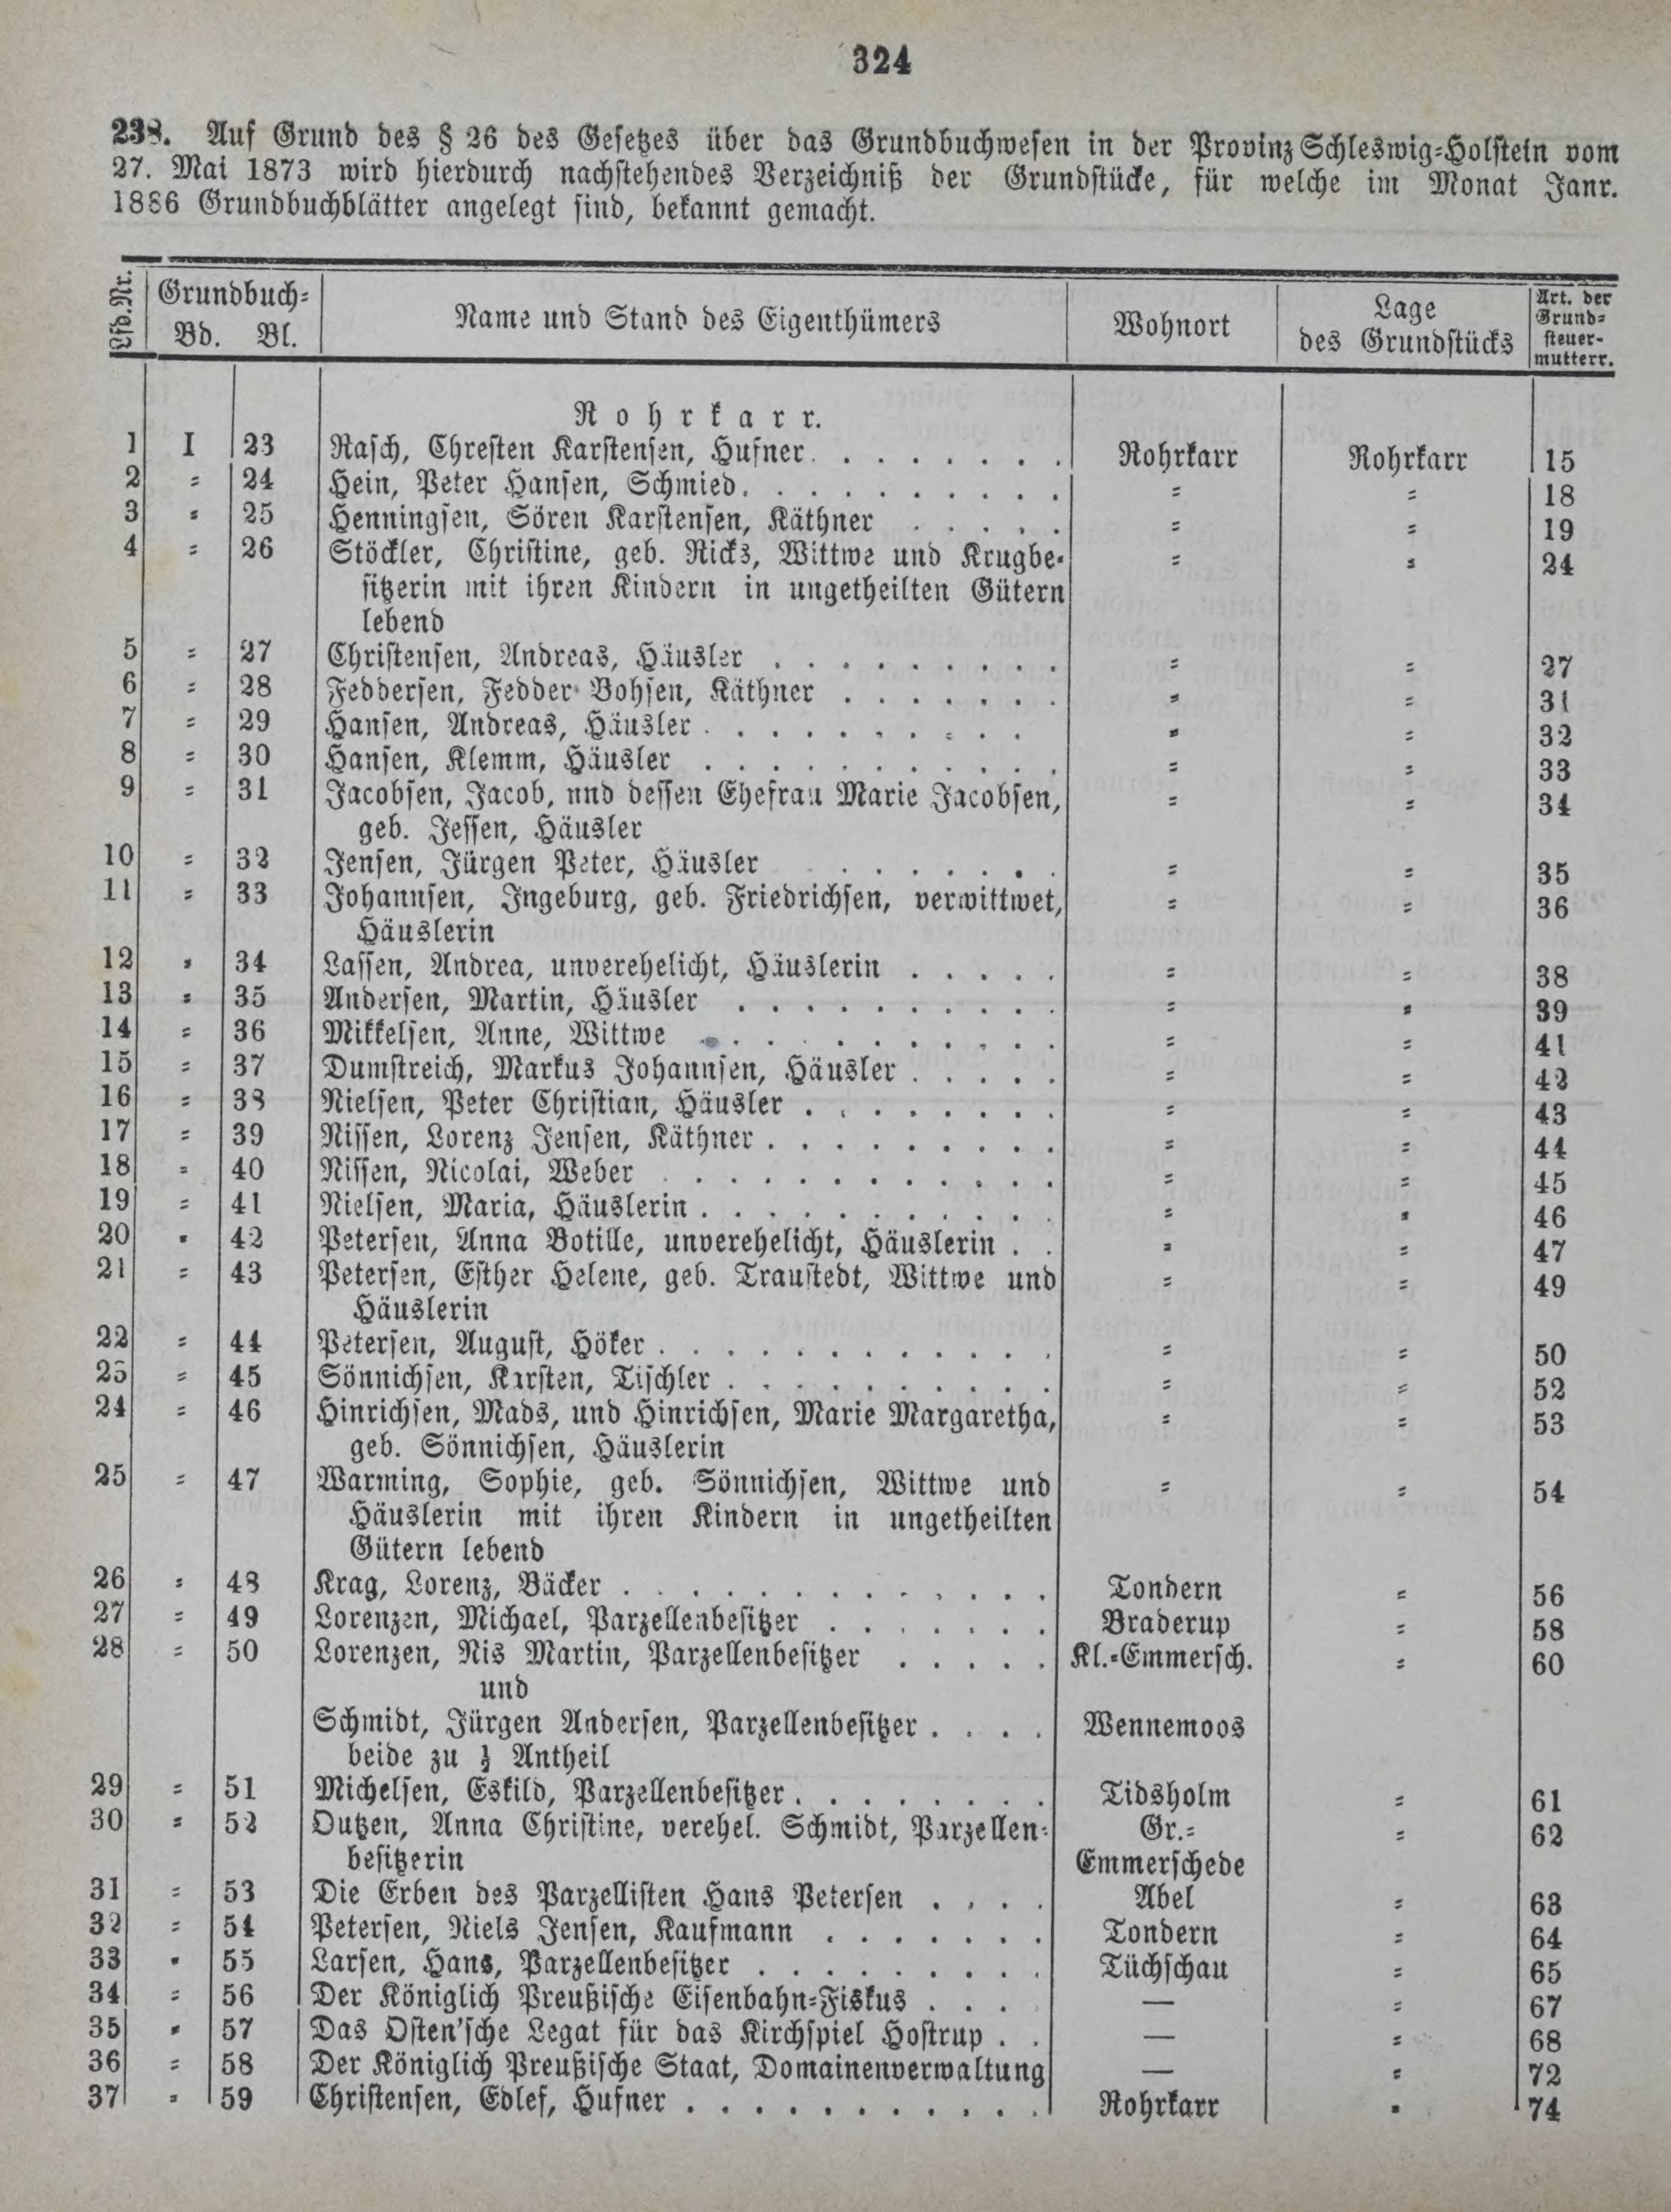 324
238. Auf Grund des § 26 des Gesetzes über das Grundbuchwesen in der Provinz Schleswig-Holstein vom
27. Mai 1873 wird hierdurch nachstehendes Verzeichniß der Grundstücke, für welche im Monat Janr.
1886 Grundbuchblätter angelegt sind, bekannt gemacht.
Lfd. Nr. Grundbuch- Bd. Bl. Name und Stand des Eigenthümers Wohnort Lage des Grundstücks Art. der Grund-steuer-mutterr.
Rohrkarr.
1 I 23 Rasch, Chresten Karstensen, Hufner. . . . . . . . Rohrkarr Rohrkarr 15
2 = 24 Hein, Peter Hansen, Schmied. . . . . . . . . . = = 18
3 = 25 Henningsen, Sören Karstensen, Käthner . . . . . = = 19
4 = 26 Stöckler, Christine, geb. Ricks, Wittwe und Krugbe- = = 24
sitzerin mit ihren Kindern in ungetheilten Gütern
lebend
5 = 27 Christensen, Andreas, Häusler . . . . . . . . . = = 27
6 = 28 Feddersen, Fedder Bohsen, Käthner . . . . . . . = = 31
7 = 29 Hansen, Andreas, Häusler . . . . . . . . . . = = 32
8 = 30 Hansen, Klemm, Häusler . . . . . . . . . . . = = 33
9 = 31 Jacobsen, Jacob, nnd dessen Ehefrau Marie Jacobsen, = = 34
geb. Jessen, Häusler
10 = 32 Jensen, Jürgen Peter, Häusler . . . . . . . = = 35
11 = 33 Johannsen, Ingeburg, geb. Friedrichsen, verwittwet, = = 36
Häuslerin
12 = 34 Lassen, Andrea, unverehelicht, Häuslerin . . . . . = = 38
13 = 35 Andersen, Martin, Häusler . . . . . . . . . . = = 39
14 = 36 Mikkelsen, Anne, Wittwe . . . . . . . . . . = = 41
15 = 37 Dumstreich, Markus Johannsen, Häusler . . . . . = = 42
16 = 38 Nielsen, Peter Christian, Häusler . . . . . . . . = = 43
17 = 39 Nissen, Lorenz Jensen, Käthner . . . . . . . . . = = 44
18 = 40 Nissen, Nicolai, Weber . . . . . . . . . . . . = = 45
19 = 41 Nielsen, Maria, Häuslerin . . . . . . . . . . . = = 46
20 = 42 Petersen, Anna Botille, unverehelicht, Häuslerin . . = = 47
21 = 43 Petersen, Esther Helene, geb. Traustedt, Wittwe und = = 49
Häuslerin
22 = 44 Petersen, August, Höker . . . . . . . . . . . . = = 50
23 = 45 Sönnichsen, Karsten, Tischler . . . . . . . . . . = = 52
24 = 46 Hinrichsen, Mads, und Hinrichsen, Marie Margaretha, = = 53
geb. Sönnichsen, Häuslerin
25 = 47 Warming, Sophie, geb. Sönnichsen, Wittwe und = = 54
Häuslerin mit ihren Kindern in ungetheilten
Gütern lebend
26 = 48 Krag, Lorenz, Bäcker . . . . . . . . . . . . . Tondern = 56
27 = 49 Lorenzen, Michael, Parzellenbesitzer . . . . . . . Braderup = 58
28 = 50 Lorenzen, Nis Martin, Parzellenbesitzer . . . . . Kl.=Emmersch. = 60
und
Schmidt, Jürgen Andersen, Parzellenbesitzer . . . . Wennemoos
beide zu ½ Antheil
29 = 51 Michelsen, Eskild, Parzellenbesitzer . . . . . . . . Tidsholm = 61
30 = 52 Outzen, Anna Christine, verehel. Schmidt, Parzellen- Gr.= = 62
besitzerin Emmerschede
31 = 53 Die Erben des Parzellisten Hans Petersen . . . . Abel = 63
32 = 54 Petersen, Niels Jensen, Kaufmann . . . . . . . Tondern = 64
33 = 55 Larsen, Hans, Parzellenbesitzer . . . . . . . . . Tüchschau = 65
34 = 56 Der Königlich Preußische Eisenbahn=Fiskus . . . — = 67
35 = 57 Das Osten'sche Legat für das Kirchspiel Hostrup . . — = 68
36 = 58 Der Königlich Preußische Staat, Domainenverwaltung — = 72
37 = 59 Christensen, Edlef, Hufner . . . . . . . . . . . Rohrkarr = 74